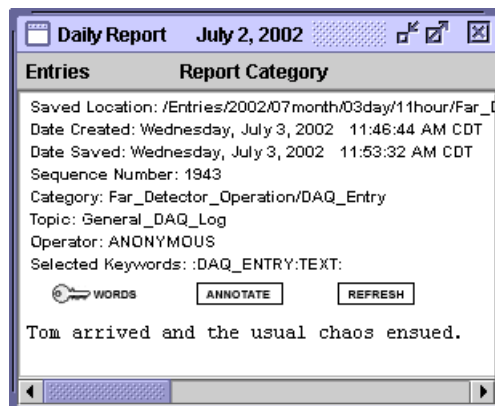 Daily Report July 2, 2002
Entries Report Category
Saved Location: /Entries/2002/07month/03day/11hour/Far_D
Date Created: Wednesday, July 3, 2002 11:46:44 AM CDT
Date Saved: Wednesday, July 3, 2002 11:53:32 AM CDT
Sequence Number: 1943
Category: Far_Detector_Operation/DAQ_Entry
Topic: General_DAQ_Log
Operator: ANONYMOUS
Selected Keywords: :DAQ_ENTRY:TEXT:
WORDS ANNOTATE REFRESH
Tom arrived and the usual chaos ensued.